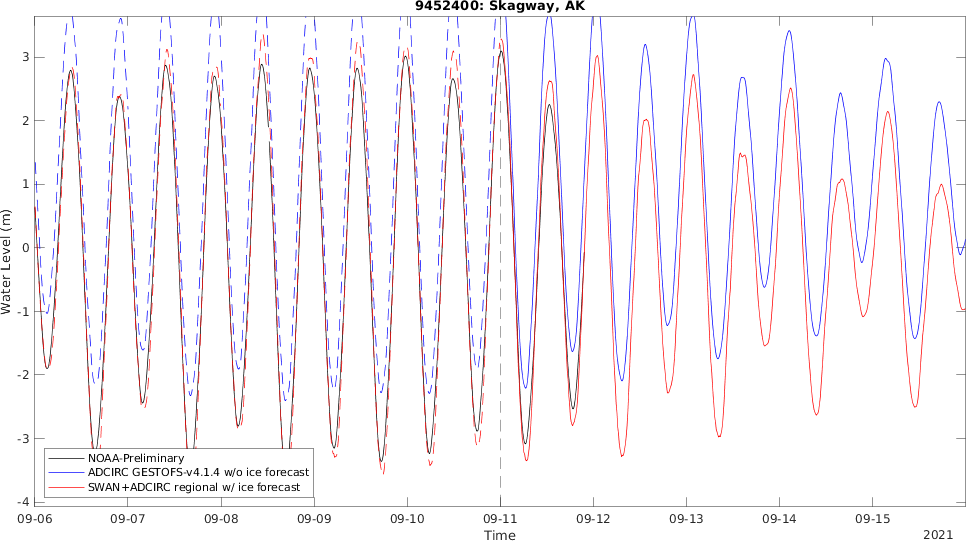 9452400: Skagway, AK
3
2
1
0
-1
-2
-3
-4
Water Level (m)
NOAA-Preliminary
ADCIRC GESTOFS-v4.1.4 w/o ice forecast
SWAN+ADCIRC regional w/ ice forecast
09-06 09-07 09-08 09-09 09-10 09-11 09-12 09-13 09-14 09-15
Time
2021